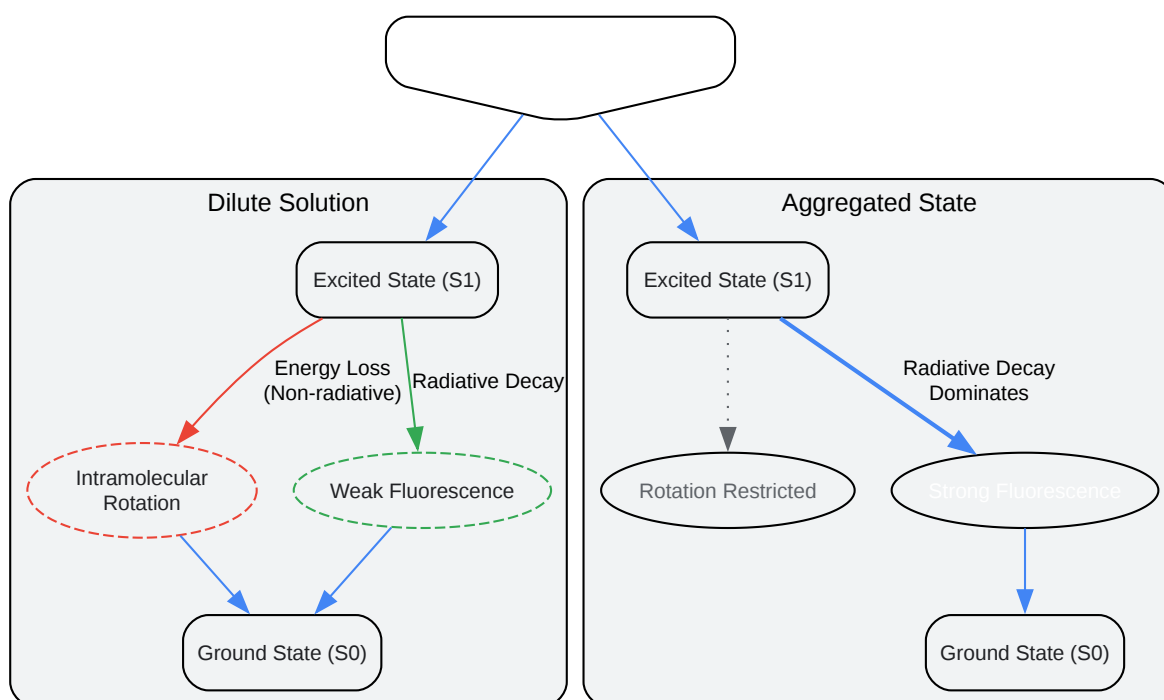 Dilute Solution
Aggregated State
Excited State (S1)
Excited State (S1)
Energy Loss
(Non-radiative)
Radiative Decay
Radiative Decay
Dominates
Intramolecular
Rotation
Weak Fluorescence
Rotation Restricted
Strong Fluorescence
Ground State (S0)
Ground State (S0)